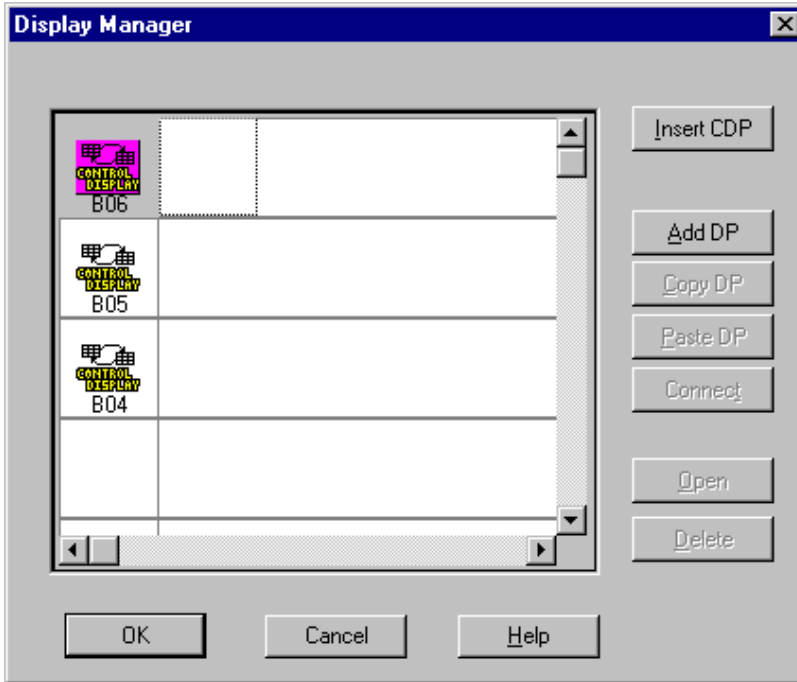 Display Manager
Insert CDP
CONTROL
DISPLAY
B06
Add DP
CONTROL
DISPLAY
B05
Copy DP
Paste DP
CONTROL
DISPLAY
B04
Connect
Open
Delete
OK Cancel Help